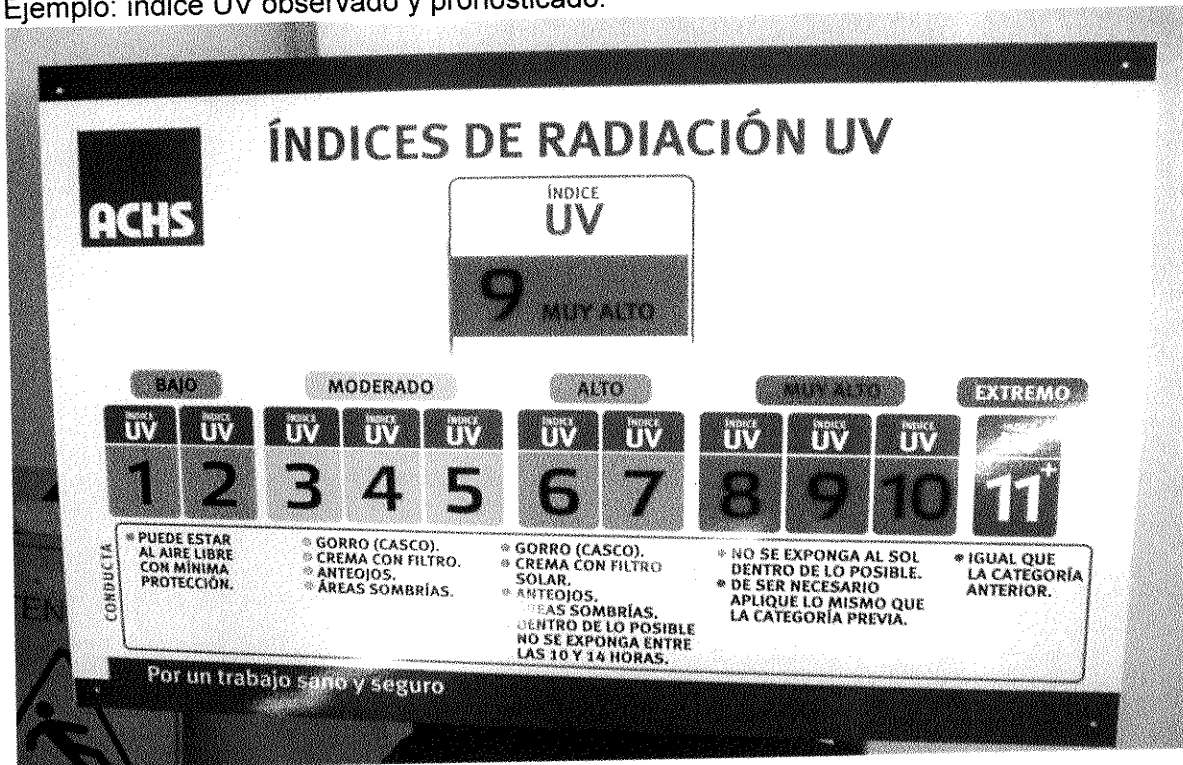 Ejemplo: índice UV observado y pronosticado.
ÍNDICES DE RADIACIÓN UV
ACHS
ÍNDICE
UV
9 MUY ALTO
BAJO
MODERADO
ALTO
MUY ALTO
EXTREMO
ÍNDICE UV 1
ÍNDICE UV 2
ÍNDICE UV 3
ÍNDICE UV 4
ÍNDICE UV 5
ÍNDICE UV 6
ÍNDICE UV 7
ÍNDICE UV 8
ÍNDICE UV 9
ÍNDICE UV 10
11+
CONDUCTA
PUEDE ESTAR
AL AIRE LIBRE
CON MÍNIMA
PROTECCIÓN.
GORRO (CASCO).
CREMA CON FILTRO.
ANTEOJOS.
ÁREAS SOMBRÍAS.
GORRO (CASCO).
CREMA CON FILTRO
SOLAR.
ANTEOJOS.
ÁREAS SOMBRÍAS.
DENTRO DE LO POSIBLE
NO SE EXPONGA ENTRE
LAS 10 Y 14 HORAS.
NO SE EXPONGA AL SOL
DENTRO DE LO POSIBLE.
DE SER NECESARIO
APLIQUE LO MISMO QUE
LA CATEGORÍA PREVIA.
IGUAL QUE
LA CATEGORÍA
ANTERIOR.
Por un trabajo sano y seguro